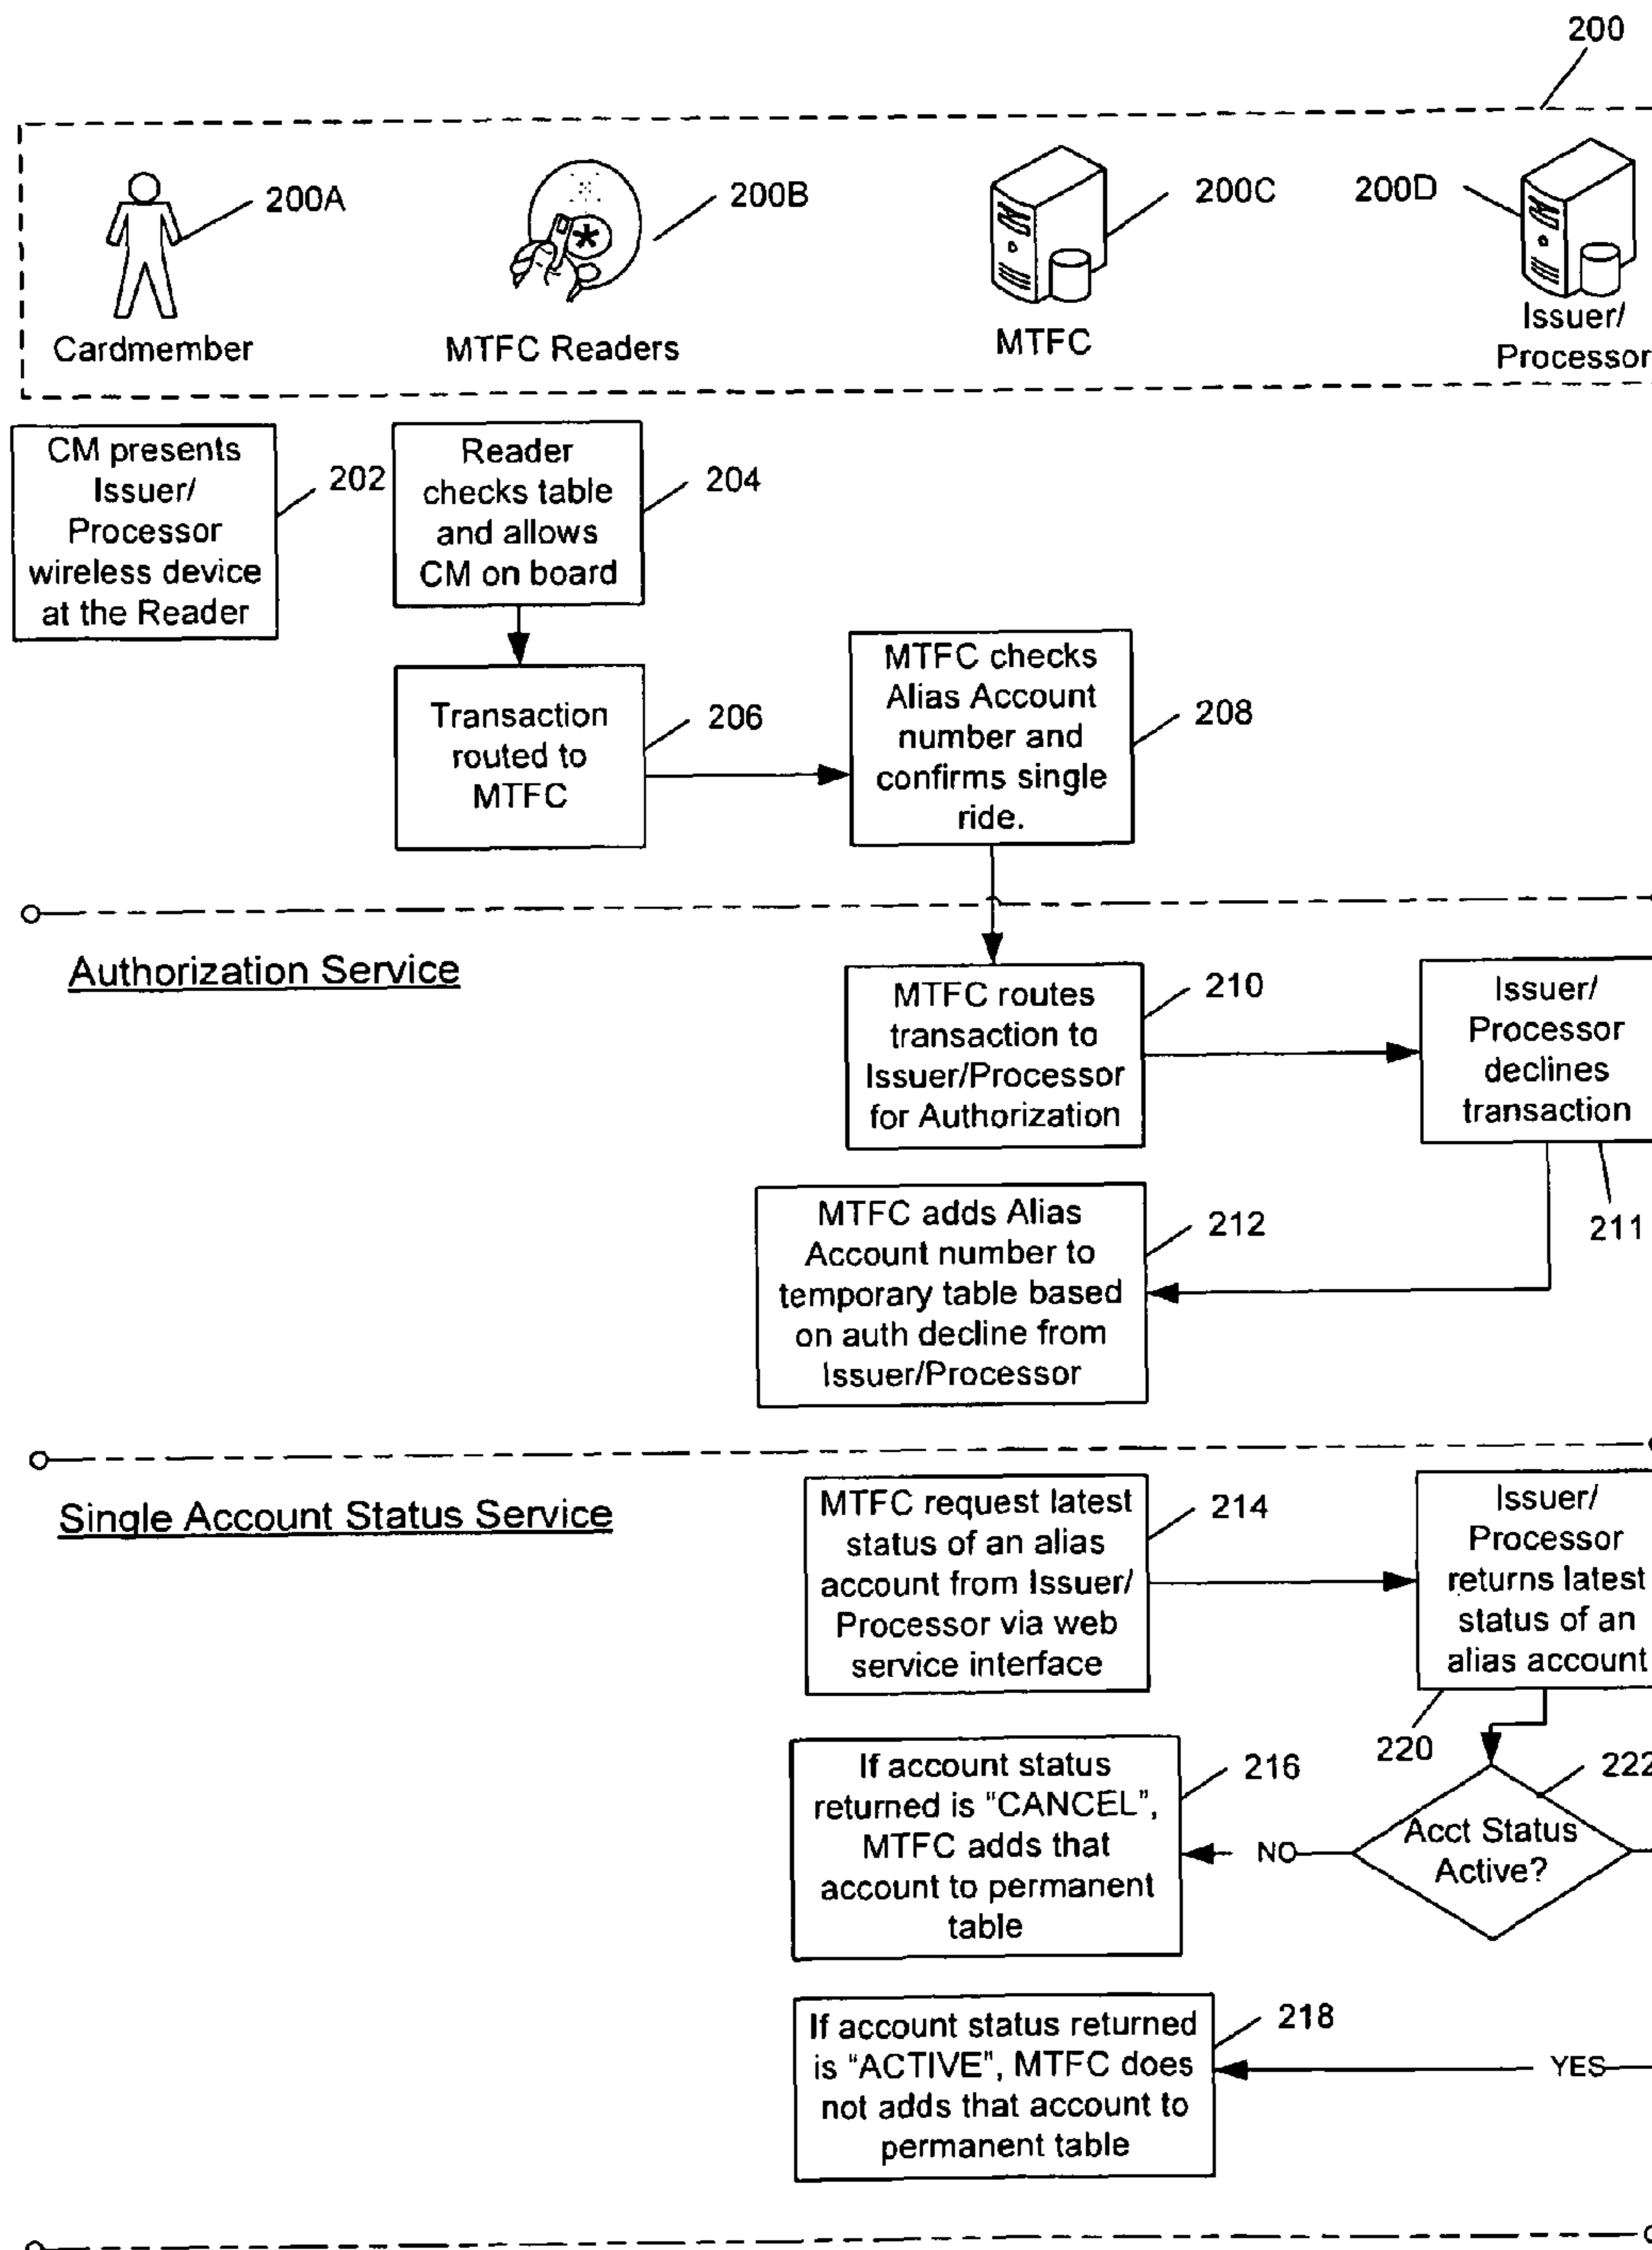 200
200A
200B
200C
200D
Cardmember
MTFC Readers
MTFC
Issuer/
Processor
CM presents
Issuer/
Processor
wireless device
at the Reader
202
Reader
checks table
and allows
CM on board
204
Transaction
routed to
MTFC
206
MTFC checks
Alias Account
number and
confirms single
ride.
208
Authorization Service
MTFC routes
transaction to
Issuer/Processor
for Authorization
210
Issuer/
Processor
declines
transaction
211
MTFC adds Alias
Account number to
temporary table based
on auth decline from
Issuer/Processor
212
Single Account Status Service
MTFC request latest
status of an alias
account from Issuer/
Processor via web
service interface
214
Issuer/
Processor
returns latest
status of an
alias account
220
222
Acct Status
Active?
NO
If account status
returned is “CANCEL”,
MTFC adds that
account to permanent
table
216
If account status returned
is “ACTIVE”, MTFC does
not adds that account to
permanent table
218
YES